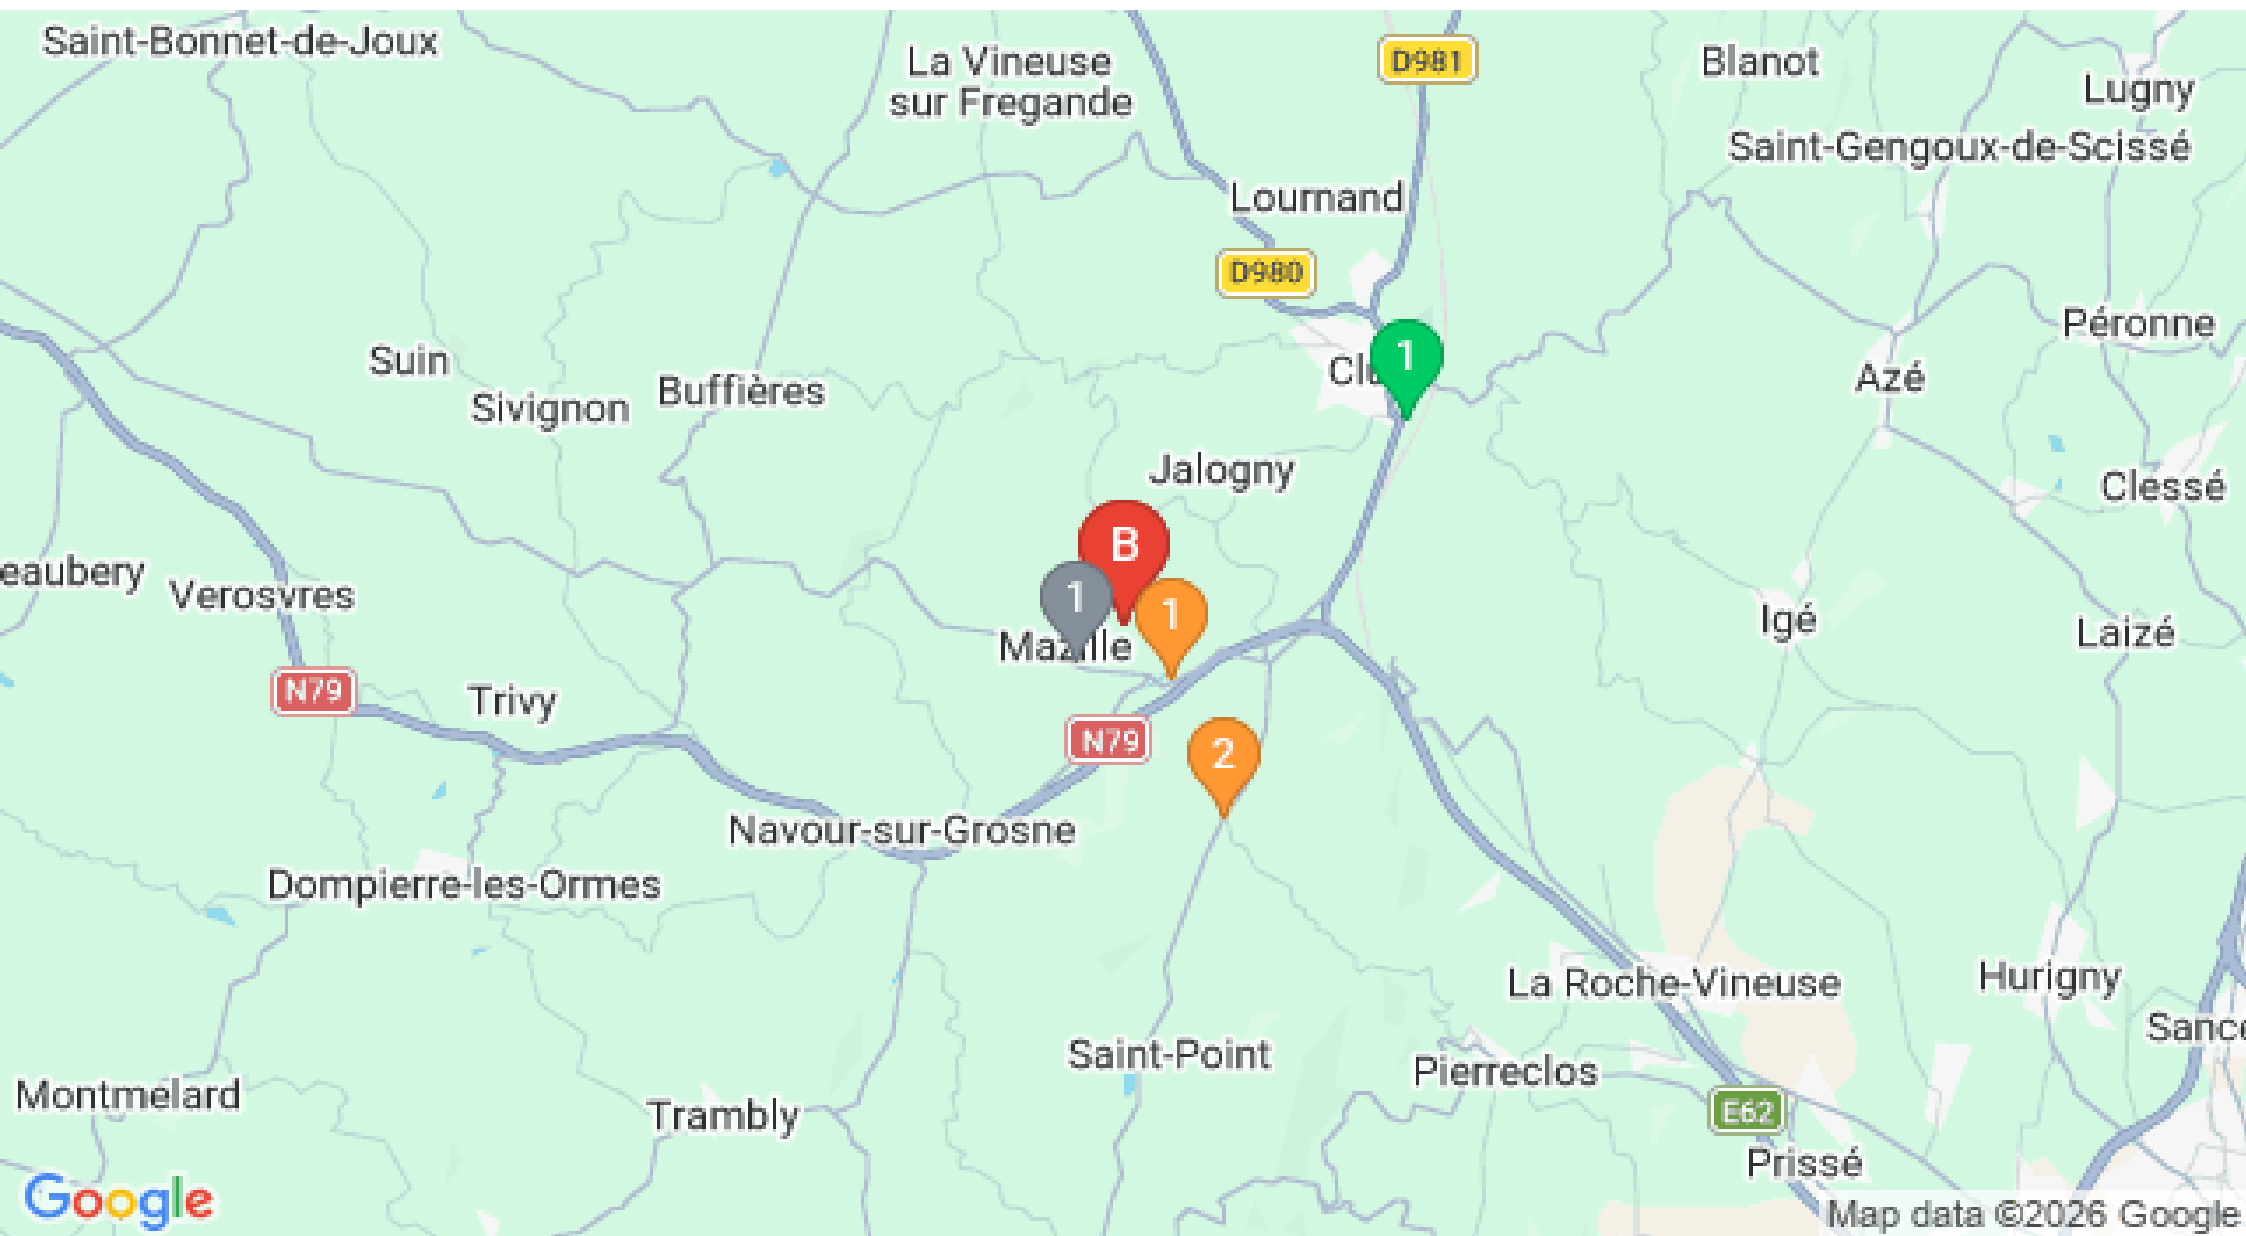 Saint-Bonnet-de-Joux
La Vineuse
sur Fregande
D981
Blanot
Lugny
Saint-Gengoux-de-Scissé
Lournand
D980
Péronne
1
Suin
Buffières
Azé
Sivignon
Jalogny
Clessé
B
eaubery
Verosvres
1
1
Mazille
Igé
Laizé
N79
Trivy
N79
2
Navour-sur-Grosne
Dompierre-les-Ormes
La Roche-Vineuse
Hurigny
Sance
Saint-Point
Pierreclos
Montmelard
Trambly
E62
Prissé
Google
Map data ©2026 Google